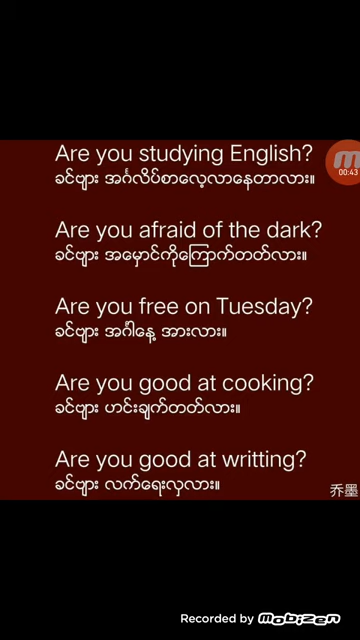 Are you studying English?
ခင်ဗျား အင်္ဂလိပ်စာလေ့လာနေတာလား။
00:43
Are you afraid of the dark?
ခင်ဗျား အမှောင်ကိုကြောက်တတ်လား။
Are you free on Tuesday?
ခင်ဗျား အင်္ဂါနေ့ အားလား။
Are you good at cooking?
ခင်ဗျား ဟင်းချက်တတ်လား။
Are you good at writting?
ခင်ဗျား လက်ရေးလှလား။
乔墨
Recorded by MOBIZEN